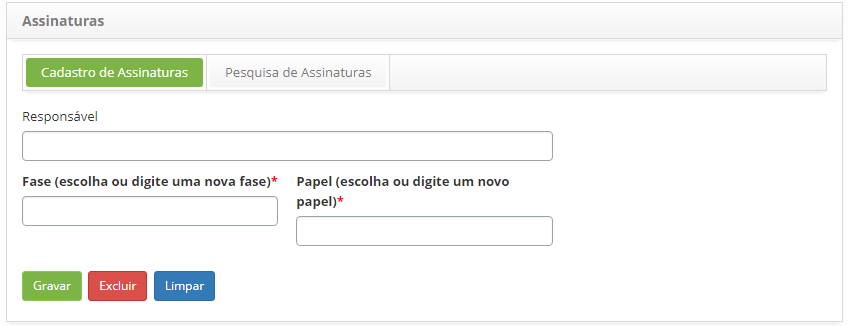 Assinaturas
Cadastro de Assinaturas Pesquisa de Assinaturas
Responsável
Fase (escolha ou digite uma nova fase)*
Papel (escolha ou digite um novo
papel)*
Gravar Excluir Limpar